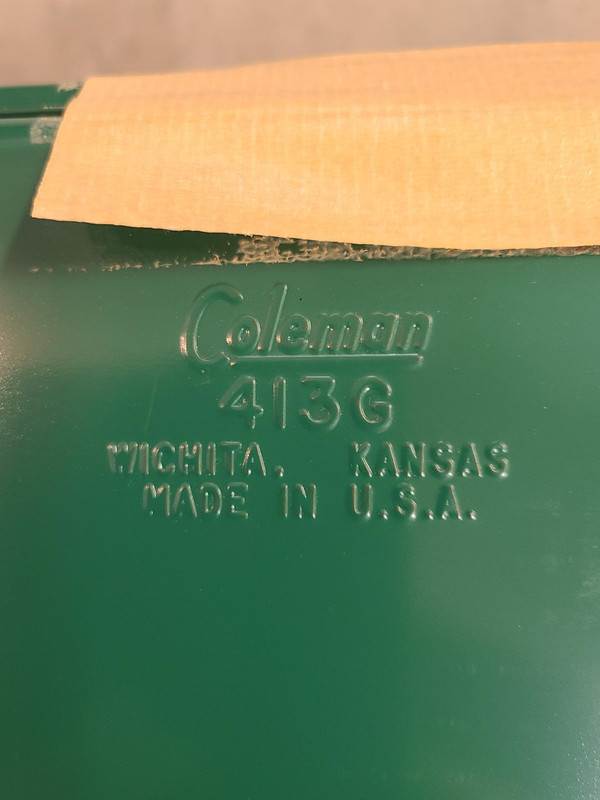 Coleman
413G
WICHITA, KANSAS
MADE IN U.S.A.